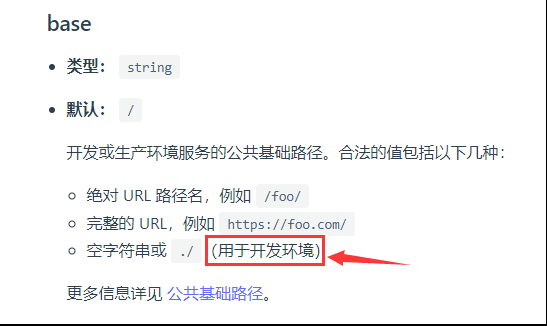 base
类型： string
默认： /
开发或生产环境服务的公共基础路径。合法的值包括以下几种：
绝对 URL 路径名，例如 /foo/
完整的 URL，例如 https://foo.com/
空字符串或 ./ (用于开发环境)
更多信息详见 公共基础路径。